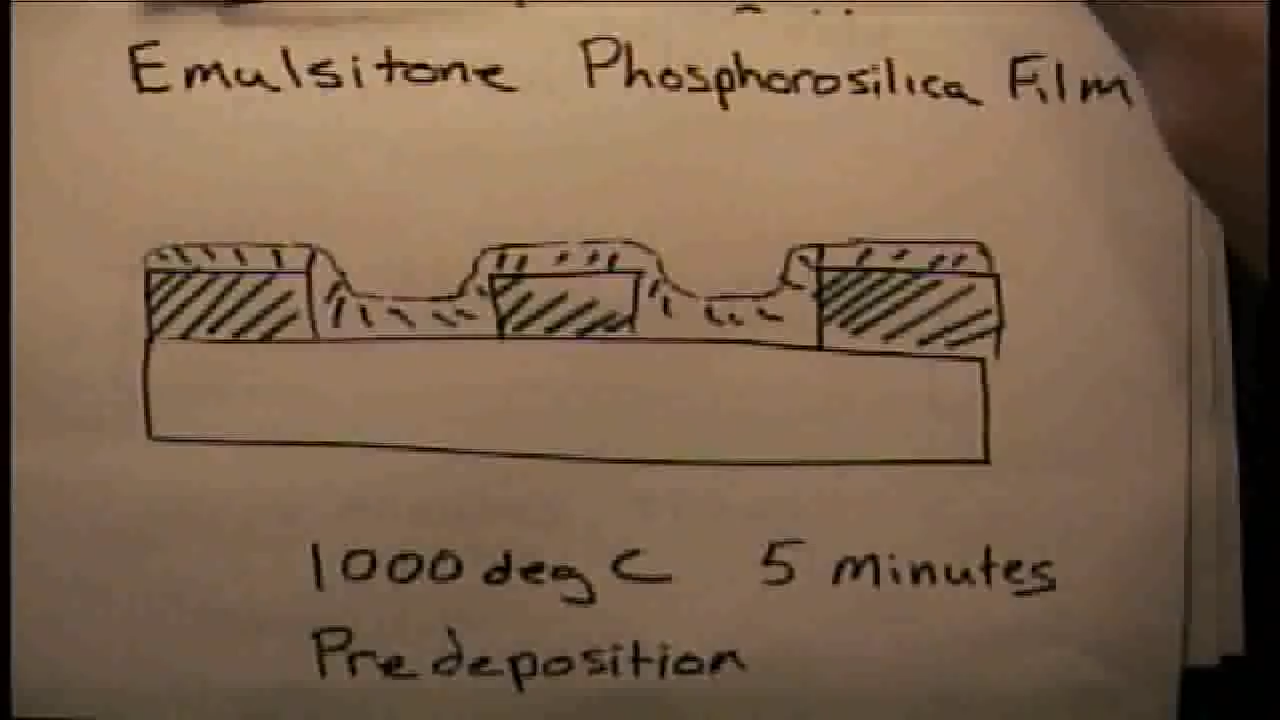 Emulsitone Phosphorosilica Film
1000 deg C 5 minutes
Predeposition